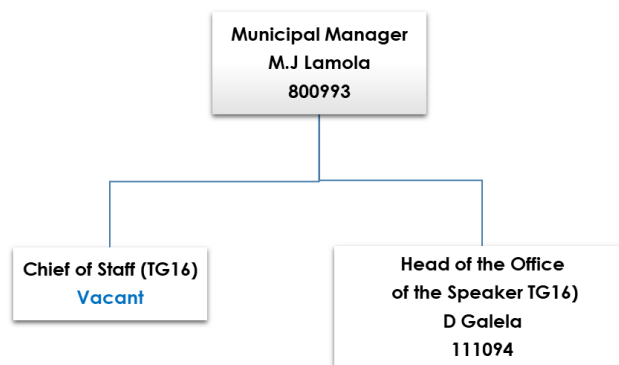 Municipal Manager
M.J Lamola
800993
Chief of Staff (TG16)
Vacant
Head of the Office
of the Speaker TG16)
D Galela
111094